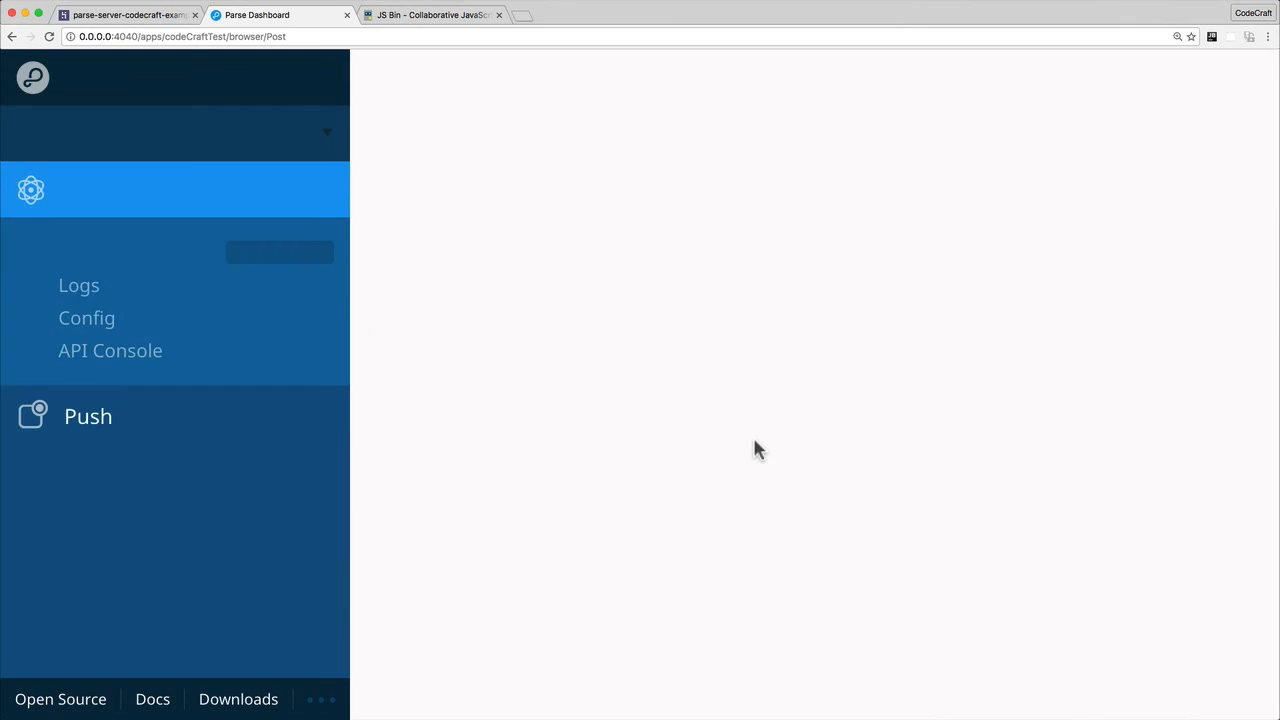 parse-server-codecraft-examp
Parse Dashboard
JS Bin - Collaborative JavaScr
CodeCraft
0.0.0.0:4040/apps/codeCraftTest/browser/Post
Logs
Config
API Console
Push
Open Source
Docs
Downloads